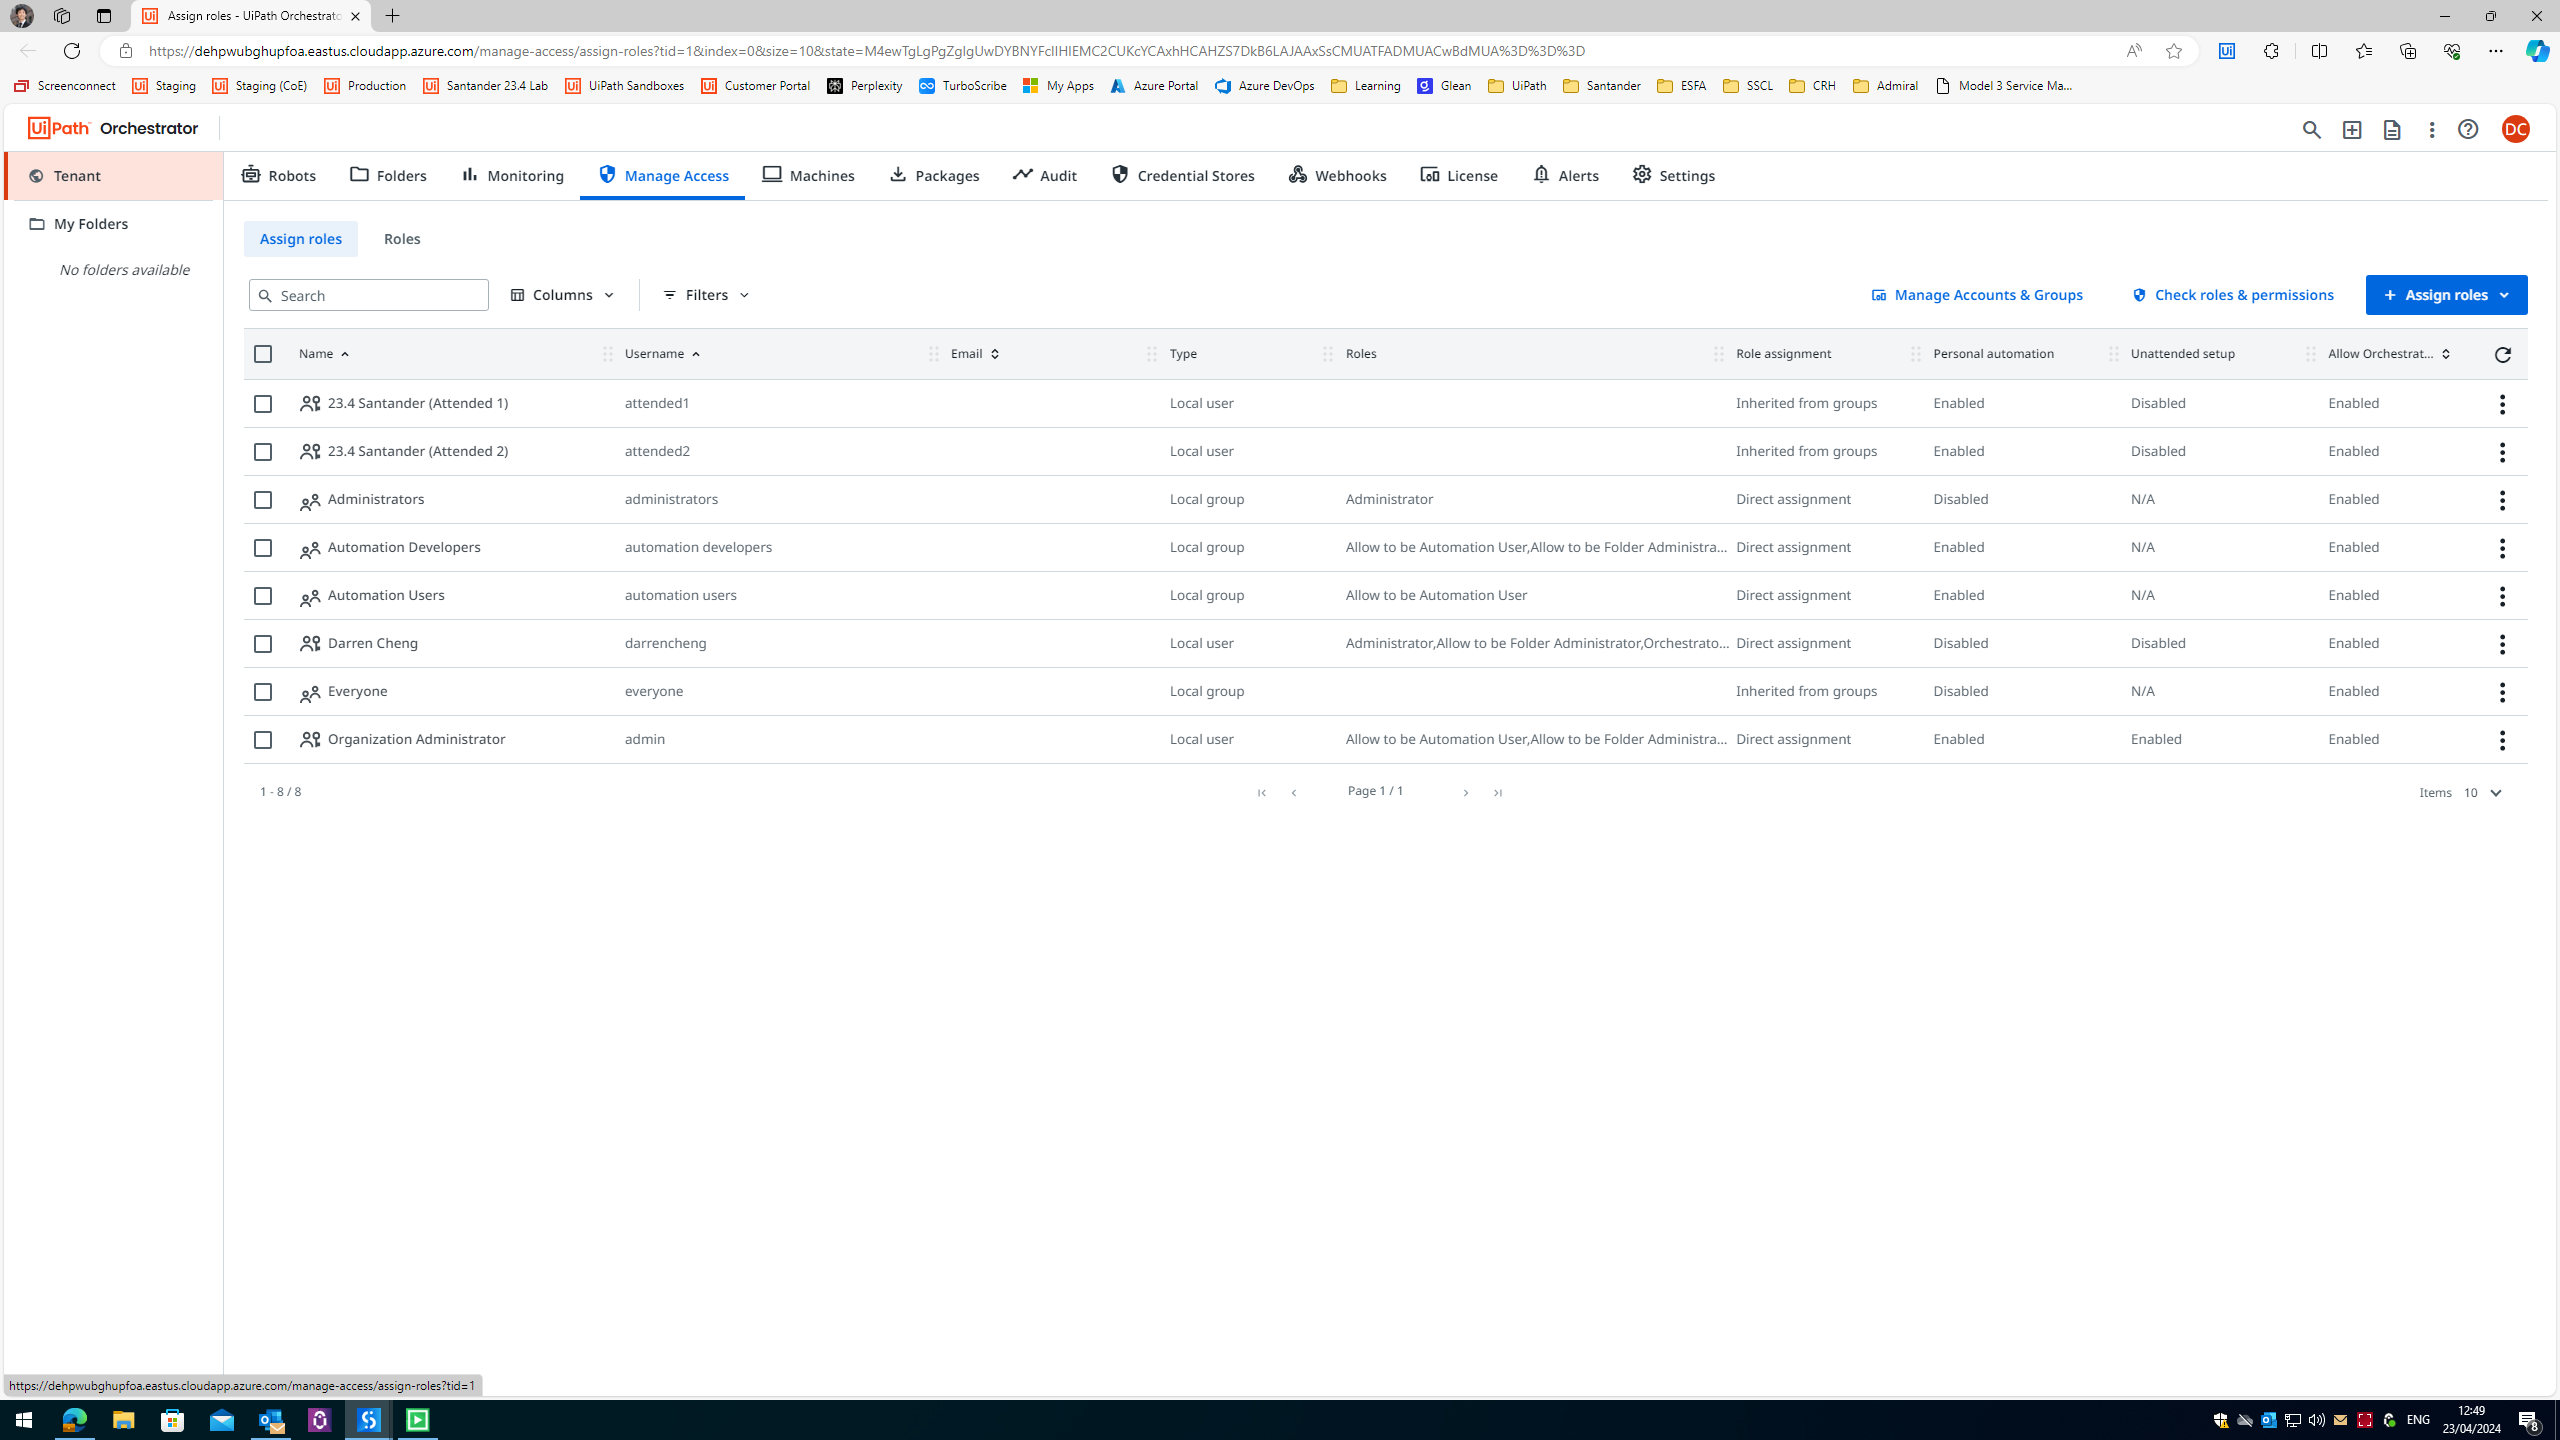 Assign roles - UiPath Orchestrato
https://dehpwubghupfoa.eastus.cloudapp.azure.com/manage-access/assign-roles?tid=1&index=0&size=10&state=
Screenconnect Staging Staging (CoE) Production Santander 23.4 Lab UiPath Sandboxes Customer Portal Perplexity TurboScribe My Apps Azure Portal Azure DevOps Learning Glean UiPath Santander ESFA SSCL CRH Admiral Model 3 Service Ma...
UiPath Orchestrator DC
Tenant Robots Folders Monitoring Manage Access Machines Packages Audit Credential Stores Webhooks License Alerts Settings
My Folders
No folders available
Assign roles Roles
Search Columns Filters Manage Accounts & Groups Check roles & permissions + Assign roles
Name Username Email Type Roles Role assignment Personal automation Unattended setup Allow Orchestrat...
23.4 Santander (Attended 1) attended1 Local user Inherited from groups Enabled Disabled Enabled
23.4 Santander (Attended 2) attended2 Local user Inherited from groups Enabled Disabled Enabled
Administrators administrators Local group Administrator Direct assignment Disabled N/A Enabled
Automation Developers automation developers Local group Allow to be Automation User,Allow to be Folder Administra... Direct assignment Enabled N/A Enabled
Automation Users automation users Local group Allow to be Automation User Direct assignment Enabled N/A Enabled
Darren Cheng darrencheng Local user Administrator,Allow to be Folder Administrator,Orchestrato... Direct assignment Disabled Disabled Enabled
Everyone everyone Local group Inherited from groups Disabled N/A Enabled
Organization Administrator admin Local user Allow to be Automation User,Allow to be Folder Administra... Direct assignment Enabled Enabled Enabled
1 - 8 / 8 Page 1 / 1 Items 10
https://dehpwubghupfoa.eastus.cloudapp.azure.com/manage-access/assign-roles?tid=1
ENG 12:49 8
23/04/2024